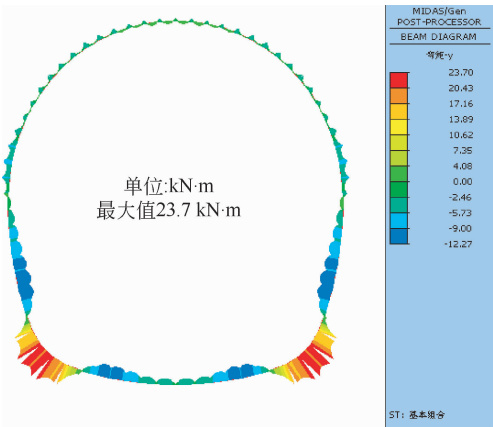 MIDAS/Gen
POST-PROCESSOR
BEAM DIAGRAM
弯矩-y
23.70
20.43
17.16
13.89
10.62
7.35
4.08
0.00
-2.46
-5.73
-9.00
-12.27
单位:kN·m
最大值23.7 kN·m
ST: 基本组合